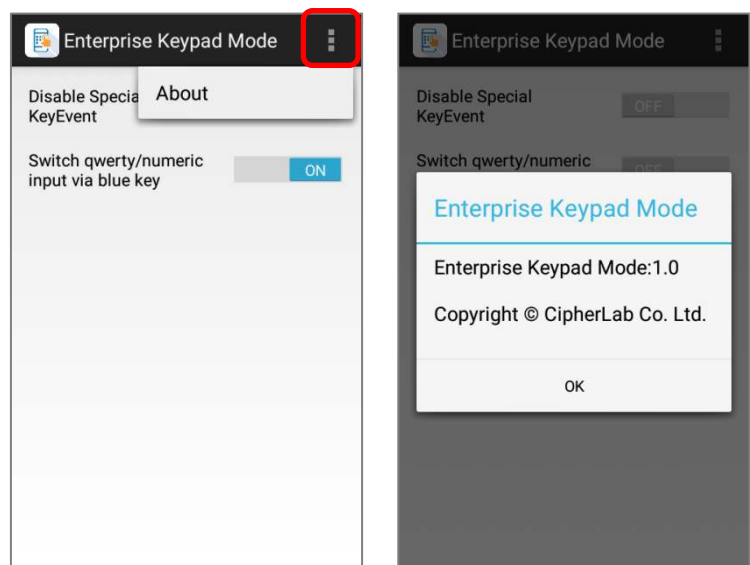 Enterprise Keypad Mode
About
Disable Specia
KeyEvent
Switch qwerty/numeric
input via blue key
ON
Enterprise Keypad Mode
Disable Special
KeyEvent
OFF
Switch qwerty/numeric
OFF
Enterprise Keypad Mode
Enterprise Keypad Mode:1.0
Copyright © CipherLab Co. Ltd.
OK